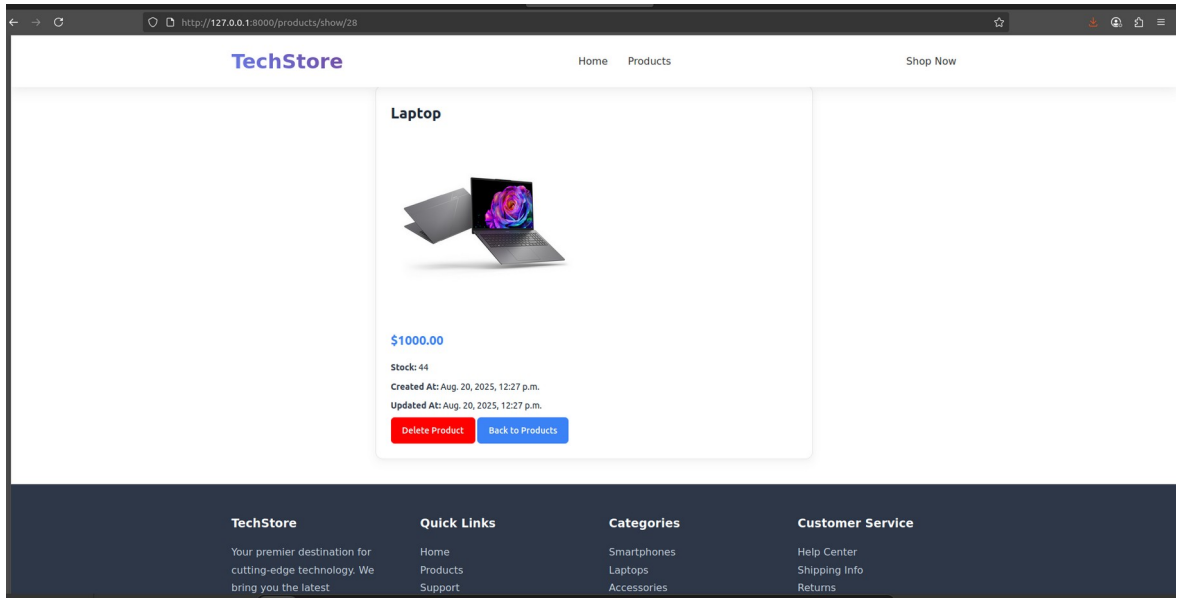 http://127.0.0.1:8000/products/show/28
TechStore
Home Products
Shop Now
Laptop
$1000.00
Stock: 44
Created At: Aug. 20, 2025, 12:27 p.m.
Updated At: Aug. 20, 2025, 12:27 p.m.
Delete Product Back to Products
TechStore
Your premier destination for
cutting-edge technology. We
bring you the latest
Quick Links
Home
Products
Support
Categories
Smartphones
Laptops
Accessories
Customer Service
Help Center
Shipping Info
Returns